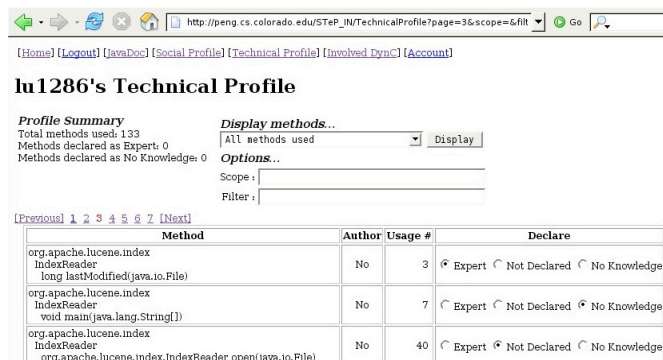 http://peng.cs.colorado.edu/STeP_IN/TechnicalProfile?page=3&scope=&filt
Go
[Home] [Logout] [JavaDoc] [Social Profile] [Technical Profile] [Involved DynC] [Account]
lu1286's Technical Profile
Profile Summary
Total methods used: 133
Methods declared as Expert: 0
Methods declared as No Knowledge: 0
Display methods...
All methods used
Display
Options...
Scope :
Filter :
[Previous] 1 2 3 4 5 6 7 [Next]
Method Author Usage # Declare
org.apache.lucene.index
IndexReader
long lastModified(java.io.File)
No 3 Expert Not Declared No Knowledge
org.apache.lucene.index
IndexReader
void main(java.lang.String[])
No 7 Expert Not Declared No Knowledge
org.apache.lucene.index
IndexReader
org.apache.lucene.index.IndexReader open(java.io.File)
No 40 Expert Not Declared No Knowledge